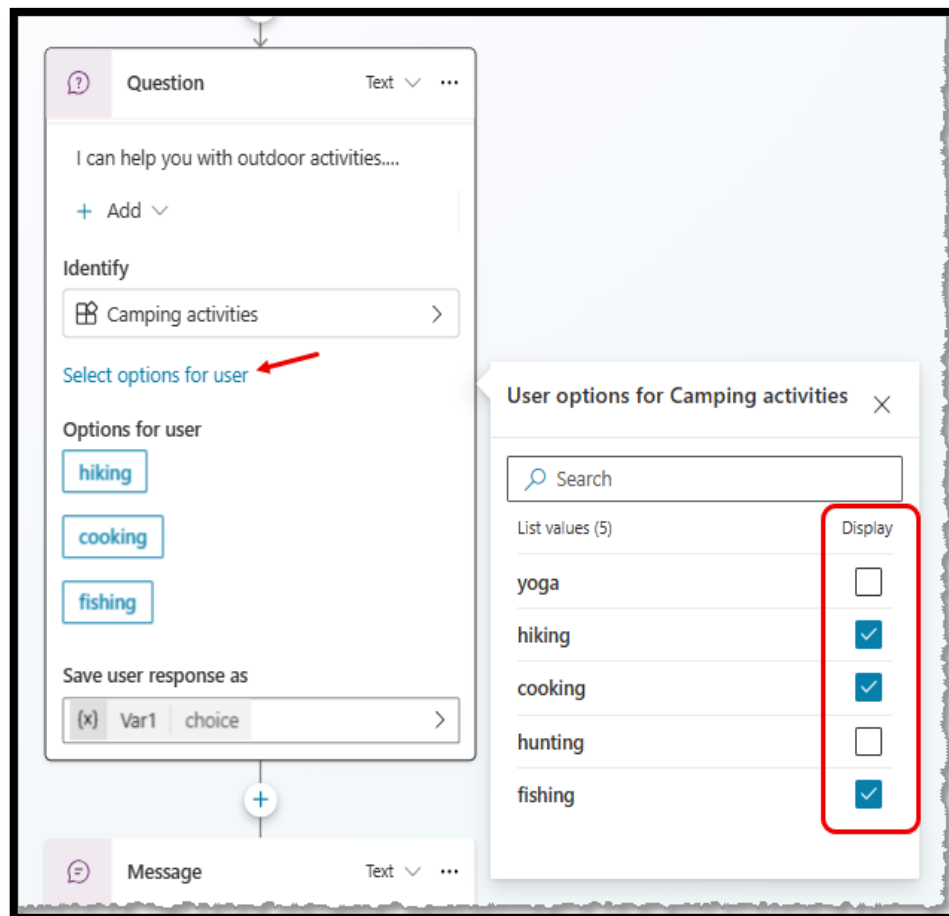 Question Text
I can help you with outdoor activities....
+ Add
Identify
Camping activities
Select options for user
Options for user
hiking
cooking
fishing
Save user response as
{x} Var1 choice
Message Text
User options for Camping activities
Search
List values (5) Display
yoga
hiking
cooking
hunting
fishing